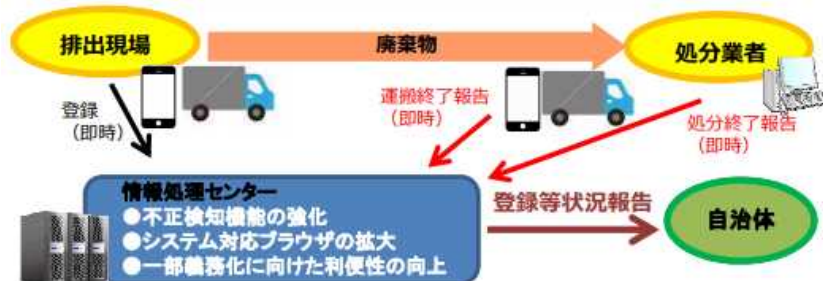 排出現場
廃棄物
処分業者
登録
(即時)
運搬終了報告
(即時)
処分終了報告
(即時)
情報処理センター
●不正検知機能の強化
●システム対応ブラウザの拡大
●一部義務化に向けた利便性の向上
登録等状況報告
自治体